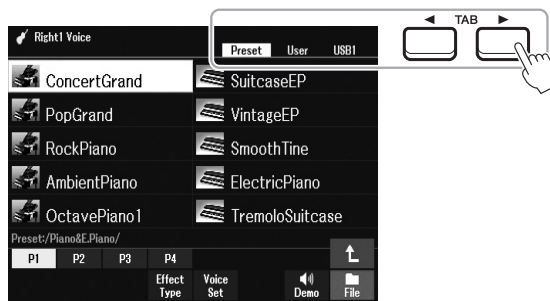 Right1 Voice
Preset User USB1
◄ TAB ►
ConcertGrand SuitcaseEP
PopGrand VintageEP
RockPiano SmoothTine
AmbientPiano ElectricPiano
OctavePiano1 TremoloSuitcase
Preset:/Piano&E.Piano/
P1 P2 P3 P4
Effect Type Voice Set Demo File